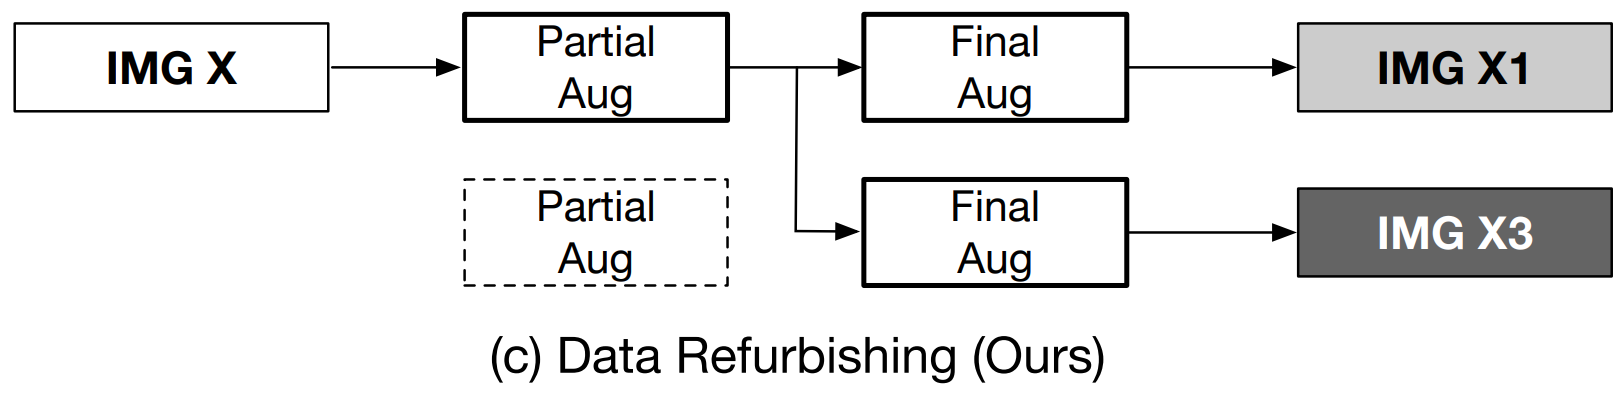 IMG X
Partial
Aug
Final
Aug
IMG X1
Partial
Aug
Final
Aug
IMG X3
(c) Data Refurbishing (Ours)